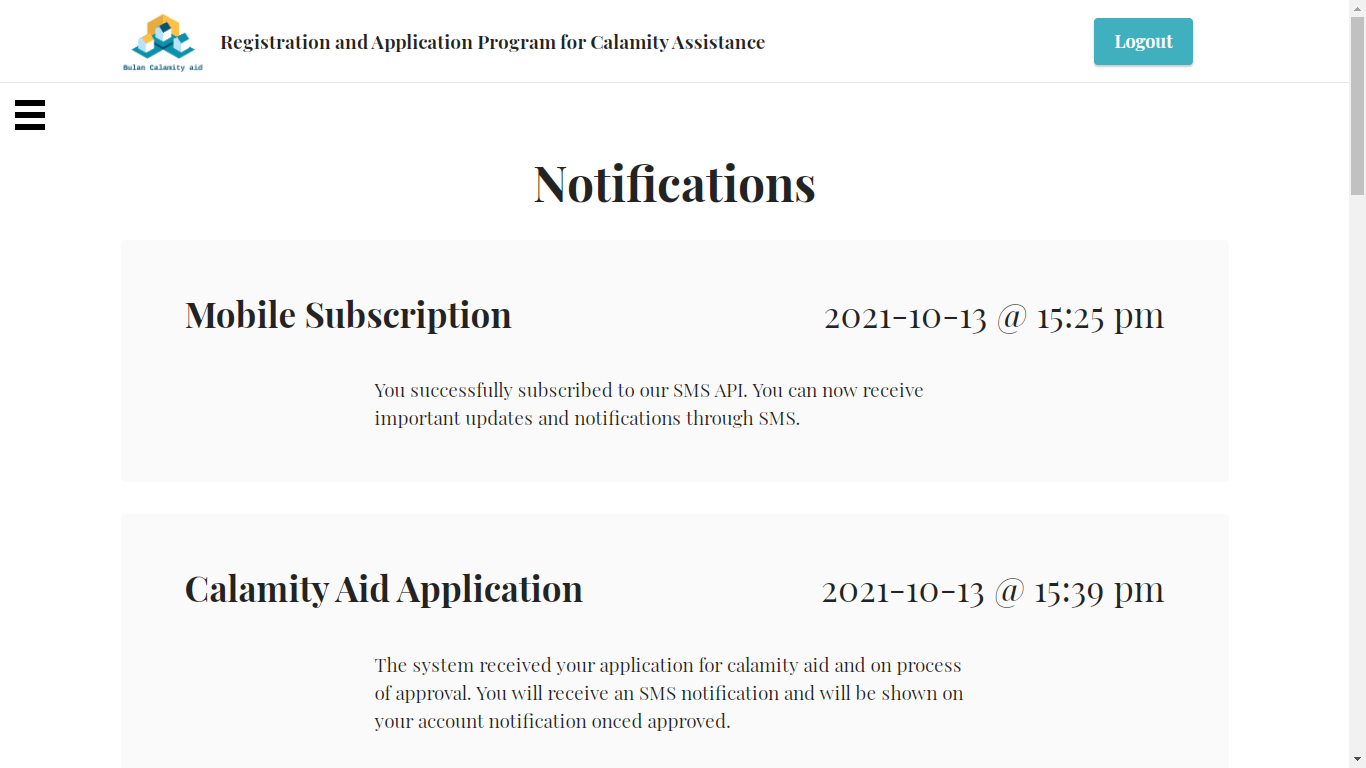 Bulan Calamity aid
Registration and Application Program for Calamity Assistance
Logout
Notifications
Mobile Subscription
2021-10-13 @ 15:25 pm
You successfully subscribed to our SMS API. You can now receive
important updates and notifications through SMS.
Calamity Aid Application
2021-10-13 @ 15:39 pm
The system received your application for calamity aid and on process
of approval. You will receive an SMS notification and will be shown on
your account notification onced approved.